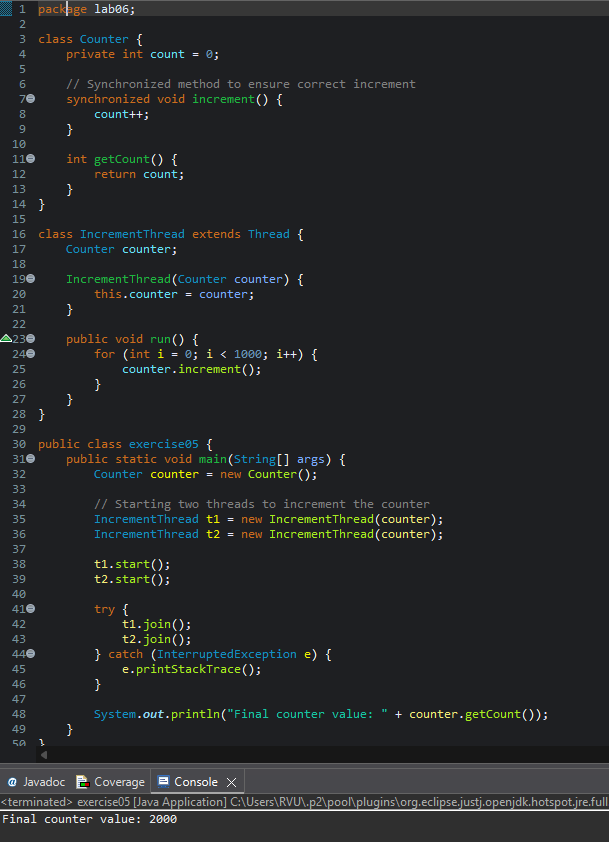 1 package lab06;
2
3 class Counter {
4     private int count = 0;
5
6     // Synchronized method to ensure correct increment
7     synchronized void increment() {
8         count++;
9     }
10
11     int getCount() {
12         return count;
13     }
14 }
15
16 class IncrementThread extends Thread {
17     Counter counter;
18
19     IncrementThread(Counter counter) {
20         this.counter = counter;
21     }
22
23     public void run() {
24         for (int i = 0; i < 1000; i++) {
25             counter.increment();
26         }
27     }
28 }
29
30 public class exercise05 {
31     public static void main(String[] args) {
32         Counter counter = new Counter();
33
34         // Starting two threads to increment the counter
35         IncrementThread t1 = new IncrementThread(counter);
36         IncrementThread t2 = new IncrementThread(counter);
37
38         t1.start();
39         t2.start();
40
41         try {
42             t1.join();
43             t2.join();
44         } catch (InterruptedException e) {
45             e.printStackTrace();
46         }
47
48         System.out.println("Final counter value: " + counter.getCount());
49     }
50 }
@ Javadoc Coverage Console
<terminated> exercise05 [Java Application] C:\Users\RVU\.p2\pool\plugins\org.eclipse.justj.openjdk.hotspot.jre.full
Final counter value: 2000